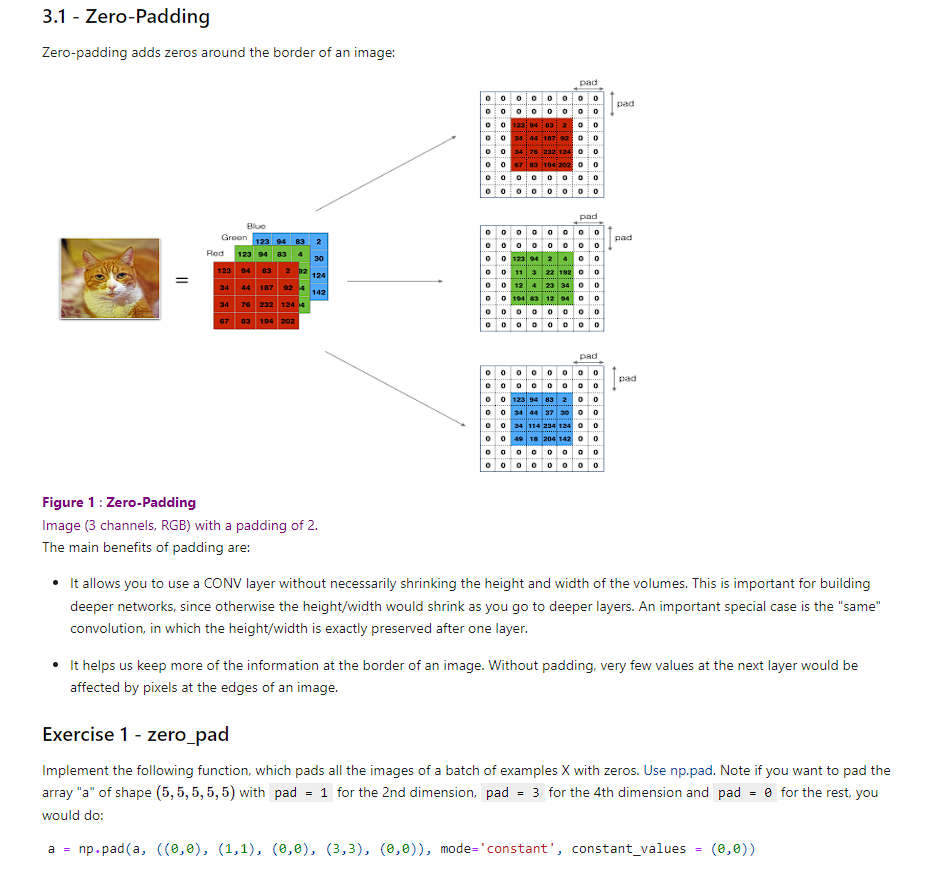 3.1 - Zero-Padding
Zero-padding adds zeros around the border of an image:
pad
pad
0 0 0 0 0 0 0 0
0 0 0 0 0 0 0 0
0 0 123 94 83 2 0 0
0 0 34 44 187 92 0 0
0 0 34 76 232 124 0 0
0 0 67 83 194 202 0 0
0 0 0 0 0 0 0 0
0 0 0 0 0 0 0 0
Blue
Green
Red
123 94 83 2
123 94 83 4 30
123 94 83 2 92 124
34 44 187 92 4 142
34 76 232 124 4
67 83 194 202
=
pad
pad
0 0 0 0 0 0 0 0
0 0 0 0 0 0 0 0
0 0 123 94 2 4 0 0
0 0 11 3 22 192 0 0
0 0 12 4 23 34 0 0
0 0 194 83 12 94 0 0
0 0 0 0 0 0 0 0
0 0 0 0 0 0 0 0
pad
pad
0 0 0 0 0 0 0 0
0 0 0 0 0 0 0 0
0 0 123 94 83 2 0 0
0 0 34 44 37 30 0 0
0 0 34 114 234 124 0 0
0 0 49 18 204 142 0 0
0 0 0 0 0 0 0 0
0 0 0 0 0 0 0 0
Figure 1 : Zero-Padding
Image (3 channels, RGB) with a padding of 2.
The main benefits of padding are:
• It allows you to use a CONV layer without necessarily shrinking the height and width of the volumes. This is important for building
deeper networks, since otherwise the height/width would shrink as you go to deeper layers. An important special case is the "same"
convolution, in which the height/width is exactly preserved after one layer.
• It helps us keep more of the information at the border of an image. Without padding, very few values at the next layer would be
affected by pixels at the edges of an image.
Exercise 1 - zero_pad
Implement the following function, which pads all the images of a batch of examples X with zeros. Use np.pad. Note if you want to pad the
array "a" of shape (5, 5, 5, 5, 5) with pad = 1 for the 2nd dimension, pad = 3 for the 4th dimension and pad = 0 for the rest, you
would do:
a = np.pad(a, ((0,0), (1,1), (0,0), (3,3), (0,0)), mode='constant', constant_values = (0,0))